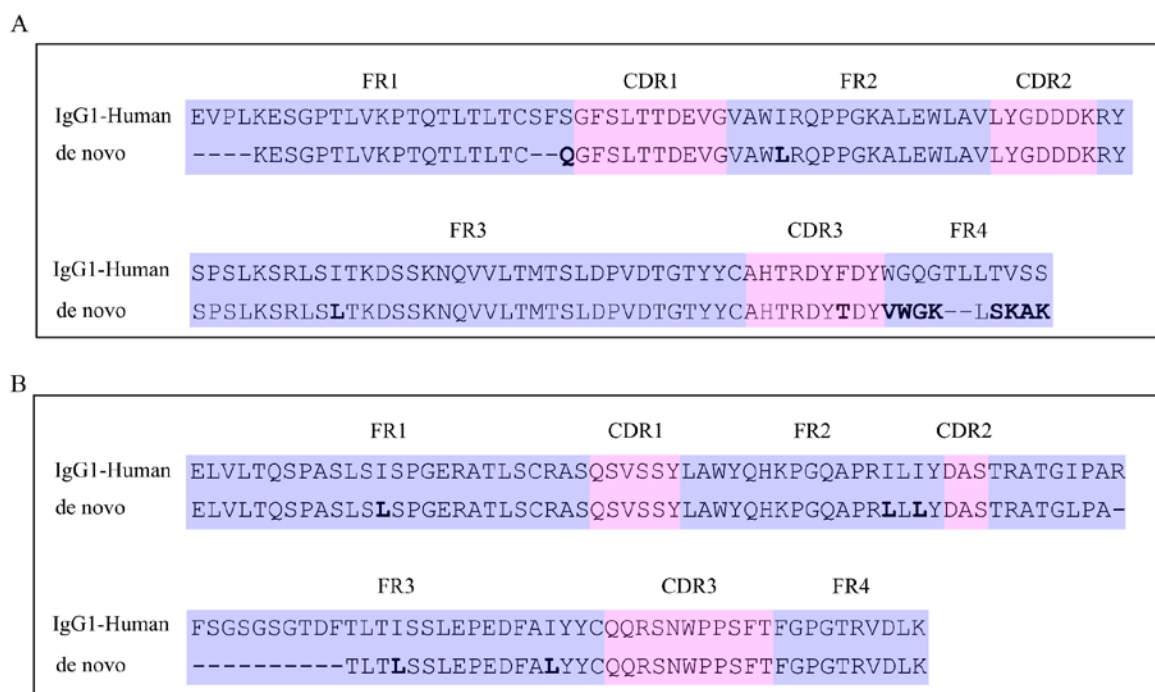 A
FR1 CDR1 FR2 CDR2
IgG1-Human EVPLKESGPTLVKPTQTLTLTCSFSGFSLTTDEVGVAWIRQPPGKALEWLAVLYGDDDKRY
de novo ----KESGPTLVKPTQTLTLTC--QGFSLTTDEVGVAWLRQPPGKALEWLAVLYGDDDKRY
FR3 CDR3 FR4
IgG1-Human SPSLKSRLSITKDSSKNQVVLTMTSLDPVDTGTYYCAHTRDYFDYWGQGTLLTVSS
de novo SPSLKSRLSLTKDSSKNQVVLTMTSLDPVDTGTYYCAHTRDYTDYVWGK--LSKAK
B
FR1 CDR1 FR2 CDR2
IgG1-Human ELVLTQSPASLSISPGERATLSCRASQSVSSYLAWYQHKPGQAPRILIYDASTRATGIPAR
de novo ELVLTQSPASLSLSPGERATLSCRASQSVSSYLAWYQHKPGQAPRLLLYDASTRATGLPA-
FR3 CDR3 FR4
IgG1-Human FSGSGSGTDFTLTISSLEPEDFAIYYCQQRSNWPPSFTFGPGTRVDLK
de novo ----------TLTLSSLEPEDFALYYCQQRSNWPPSFTFGPGTRVDLK